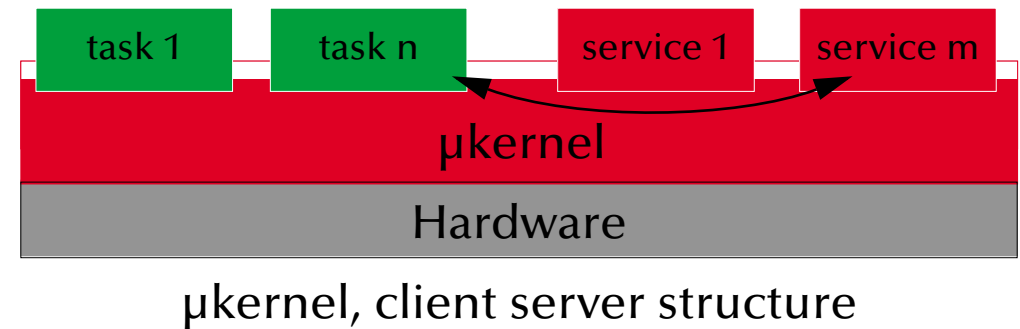 task 1
task n
service 1
service m
µkernel
Hardware
µkernel, client server structure